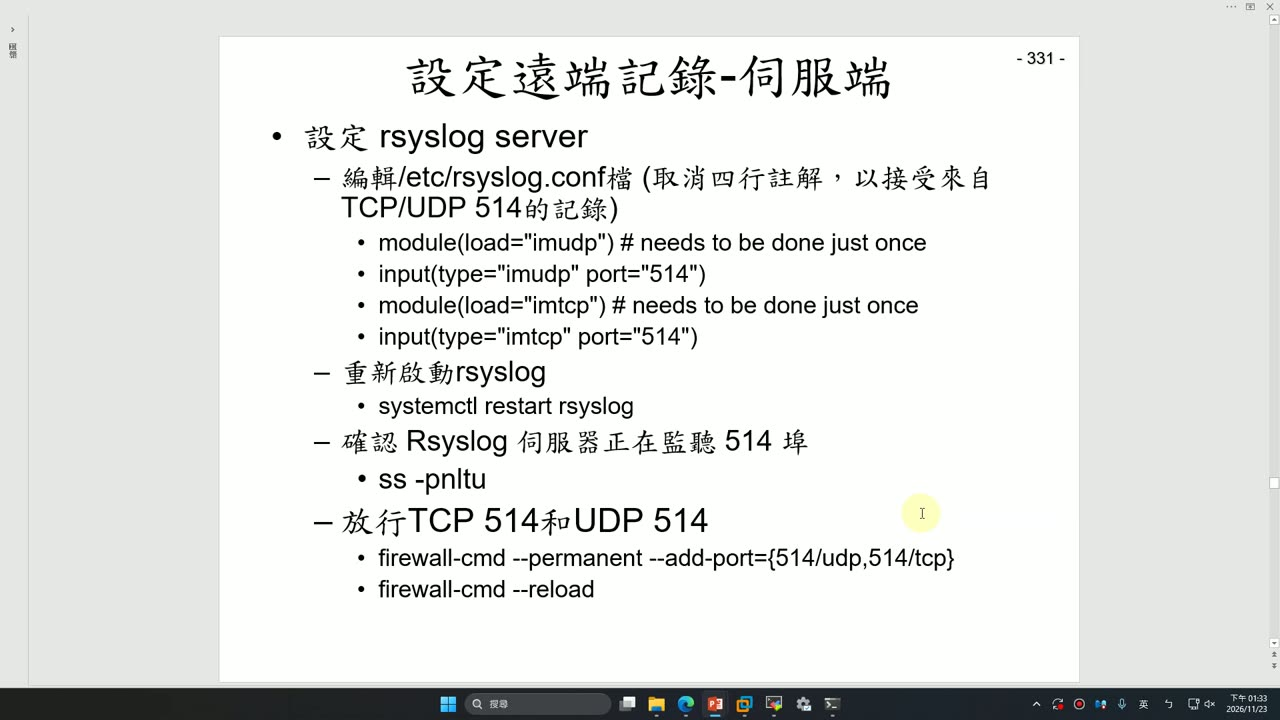 - 331 -
設定遠端記錄-伺服端
• 設定 rsyslog server
– 編輯/etc/rsyslog.conf檔 (取消四行註解，以接受來自
TCP/UDP 514的記錄)
• module(load="imudp") # needs to be done just once
• input(type="imudp" port="514")
• module(load="imtcp") # needs to be done just once
• input(type="imtcp" port="514")
– 重新啟動rsyslog
• systemctl restart rsyslog
– 確認 Rsyslog 伺服器正在監聽 514 埠
• ss -pnltu
– 放行TCP 514和UDP 514
• firewall-cmd --permanent --add-port={514/udp,514/tcp}
• firewall-cmd --reload
搜尋
英
ㄅ
下午 01:33
2026/11/23